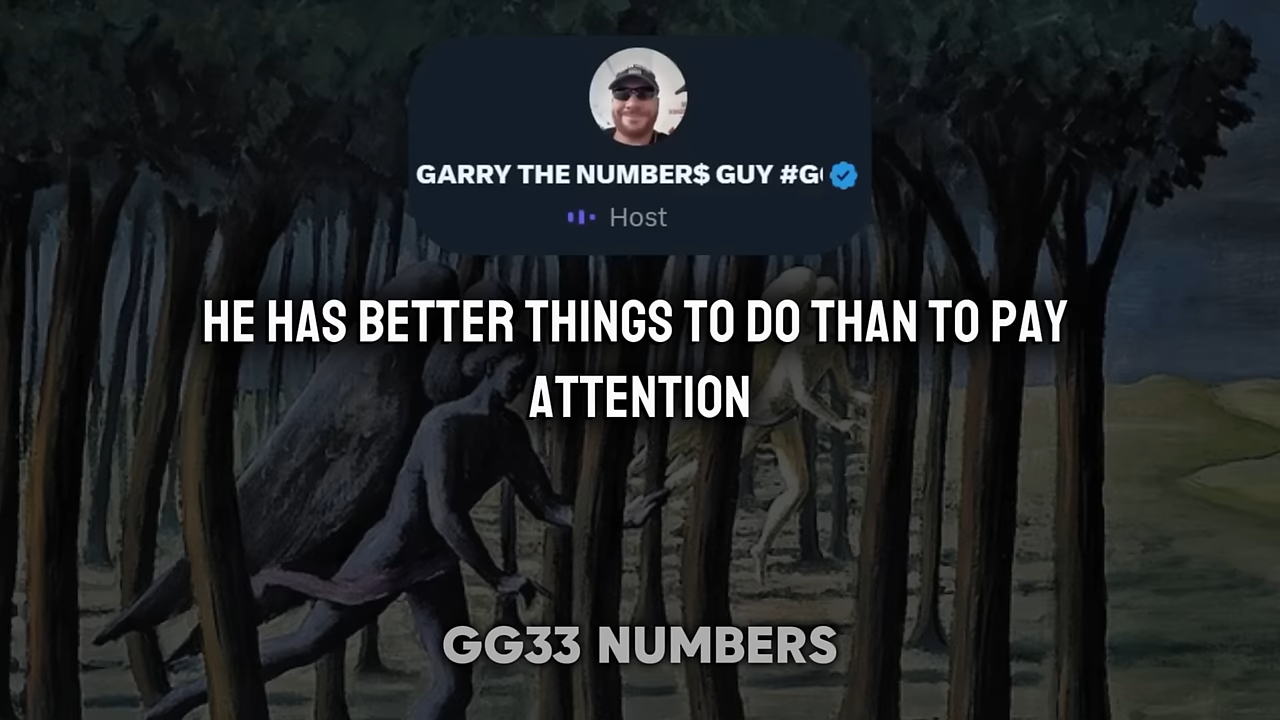 GARRY THE NUMBER$ GUY #G
Host
HE HAS BETTER THINGS TO DO THAN TO PAY
ATTENTION
GG33 NUMBERS